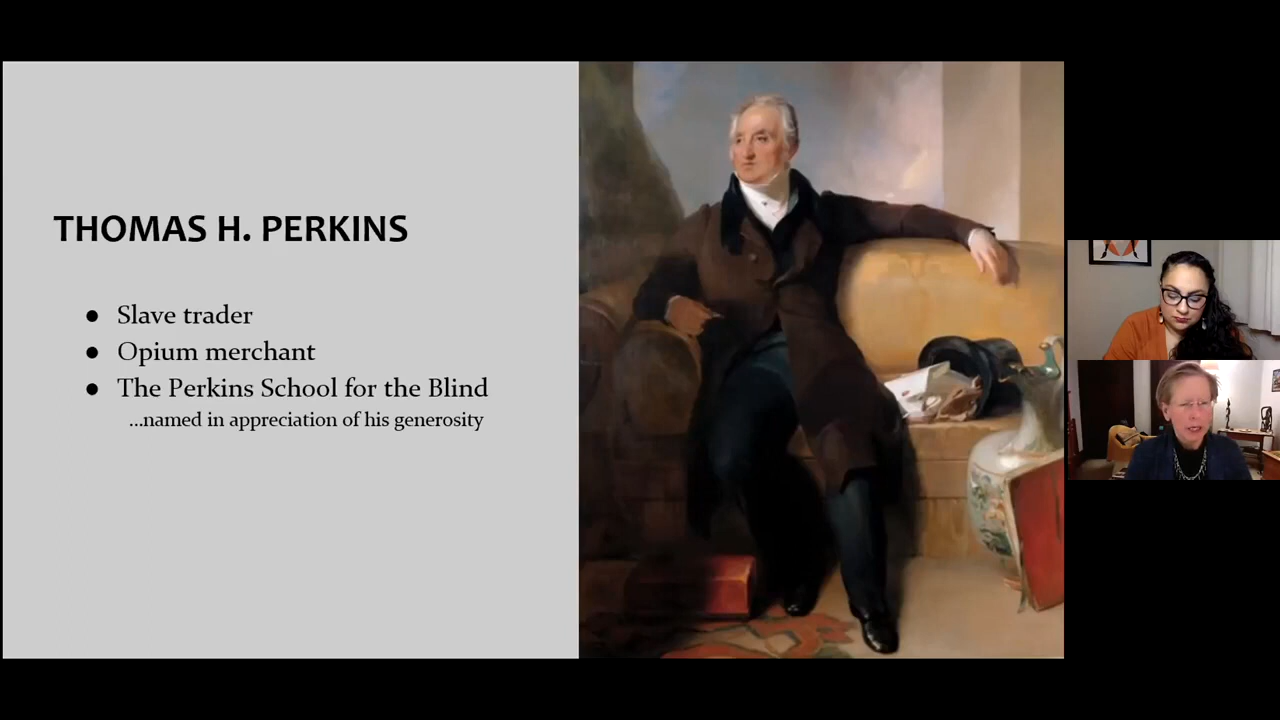 THOMAS H. PERKINS
● Slave trader
● Opium merchant
● The Perkins School for the Blind
...named in appreciation of his generosity